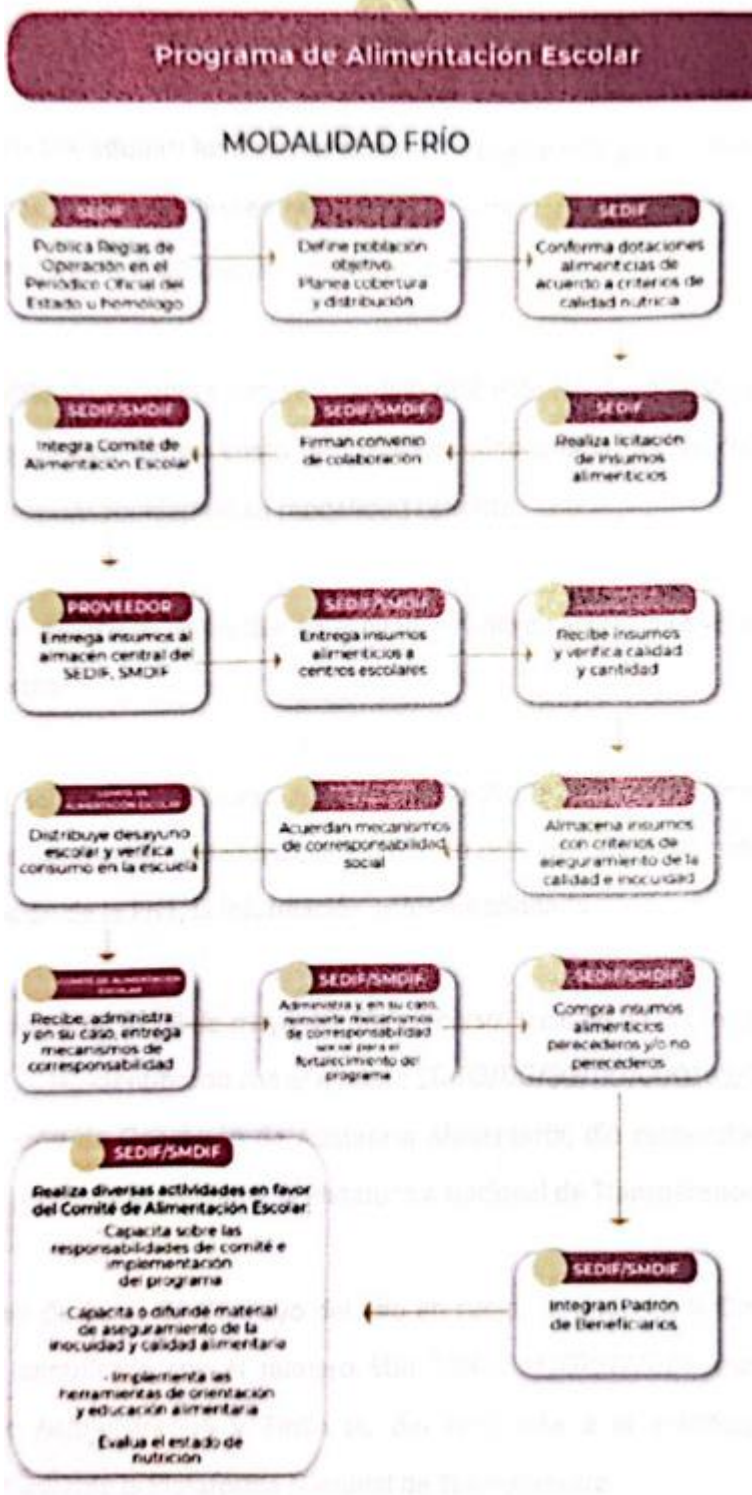 Programa de Alimentación Escolar
MODALIDAD FRÍO
SEDIF
Publica Reglas de
Operación en el
Periódico Oficial del
Estado u homólogo
Define población
objetivo.
Planea cobertura
y distribución
SEDIF
Conforma dotaciones
alimenticias de
acuerdo a criterios de
calidad nutricia
SEDIF/SMDIF
Integra Comité de
Alimentación Escolar
SEDIF/SMDIF
Firman convenio
de colaboración
SEDIF
Realiza licitación
de insumos
alimenticios
PROVEEDOR
Entrega insumos al
almacén central del
SEDIF, SMDIF
SEDIF/SMDIF
Entrega insumos
alimenticios a
centros escolares
Recibe insumos
y verifica calidad
y cantidad
COMITÉ DE
ALIMENTACIÓN ESCOLAR
Distribuye desayuno
escolar y verifica
consumo en la escuela
Acuerdan mecanismos
de corresponsabilidad
social
Almacena insumos
con criterios de
aseguramiento de la
calidad e inocuidad
COMITÉ DE ALIMENTACIÓN
ESCOLAR
Recibe, administra
y en su caso, entrega
mecanismos de
corresponsabilidad
SEDIF/SMDIF
Administra y en su caso,
reinvierte mecanismos
de corresponsabilidad
social para el
fortalecimiento del
programa
SEDIF/SMDIF
Compra insumos
alimenticios
perecederos y/o no
perecederos
SEDIF/SMDIF
Integran Padrón
de Beneficiarios
SEDIF/SMDIF
Realiza diversas actividades en favor
del Comité de Alimentación Escolar:
· Capacita sobre las
responsabilidades del comité e
implementación
del programa
· Capacita o difunde material
de aseguramiento de la
inocuidad y calidad alimentaria
· Implementa las
herramientas de orientación
y educación alimentaria
· Evalúa el estado de
nutrición